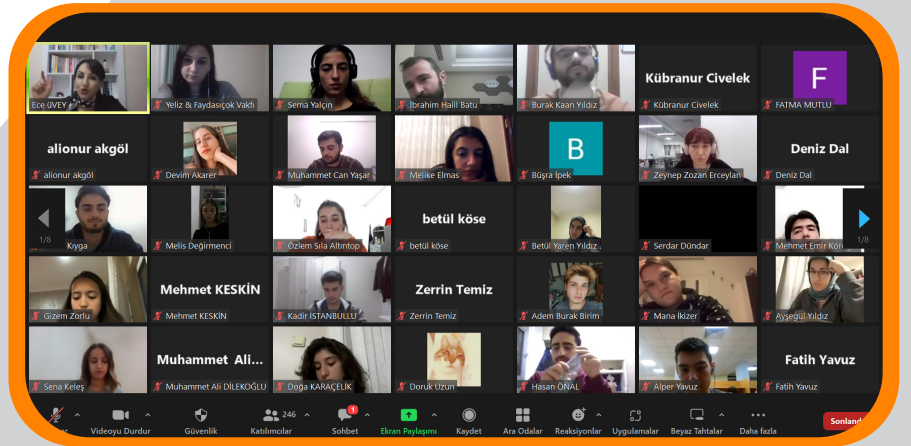 Ece ÜVEY
Yeliz & Faydasıçok Vakfı
Sema Yalçın
İbrahim Halil Batu
Burak Kaan Yıldız
Kübranur Civelek
Kübranur Civelek
F
FATMA MUTLU
alionur akgöl
alionur akgöl
Devim Akarer
Muhammet Can Yaşar
Melike Elmas
B
Büşra İpek
Zeynep Zozan Erceylan
Deniz Dal
Deniz Dal
1/8
Kıyga
Melis Değirmenci
Özlem Sıla Altıntop
betül köse
betül köse
Betül Yaren Yıldız
Serdar Dündar
Mehmet Emir
1/8
Gizem Zorlu
Mehmet KESKİN
Mehmet KESKİN
Kadir İSTANBULLU
Zerrin Temiz
Zerrin Temiz
Adem Burak Birim
Mana İkizer
Ayşegül Yıldız
Sena Keleş
Muhammet Ali...
Muhammet Ali DİLEKOĞLU
Doğa KARAÇELİK
Doruk Uzun
Hasan ÖNAL
Alper Yavuz
Fatih Yavuz
Fatih Yavuz
Videoyu Durdur
Güvenlik
246
Katılımcılar
1
Sohbet
Ekran Paylaşımı
Kaydet
Ara Odalar
Reaksiyonlar
Uygulamalar
Beyaz Tahtalar
Daha fazla
Sonland